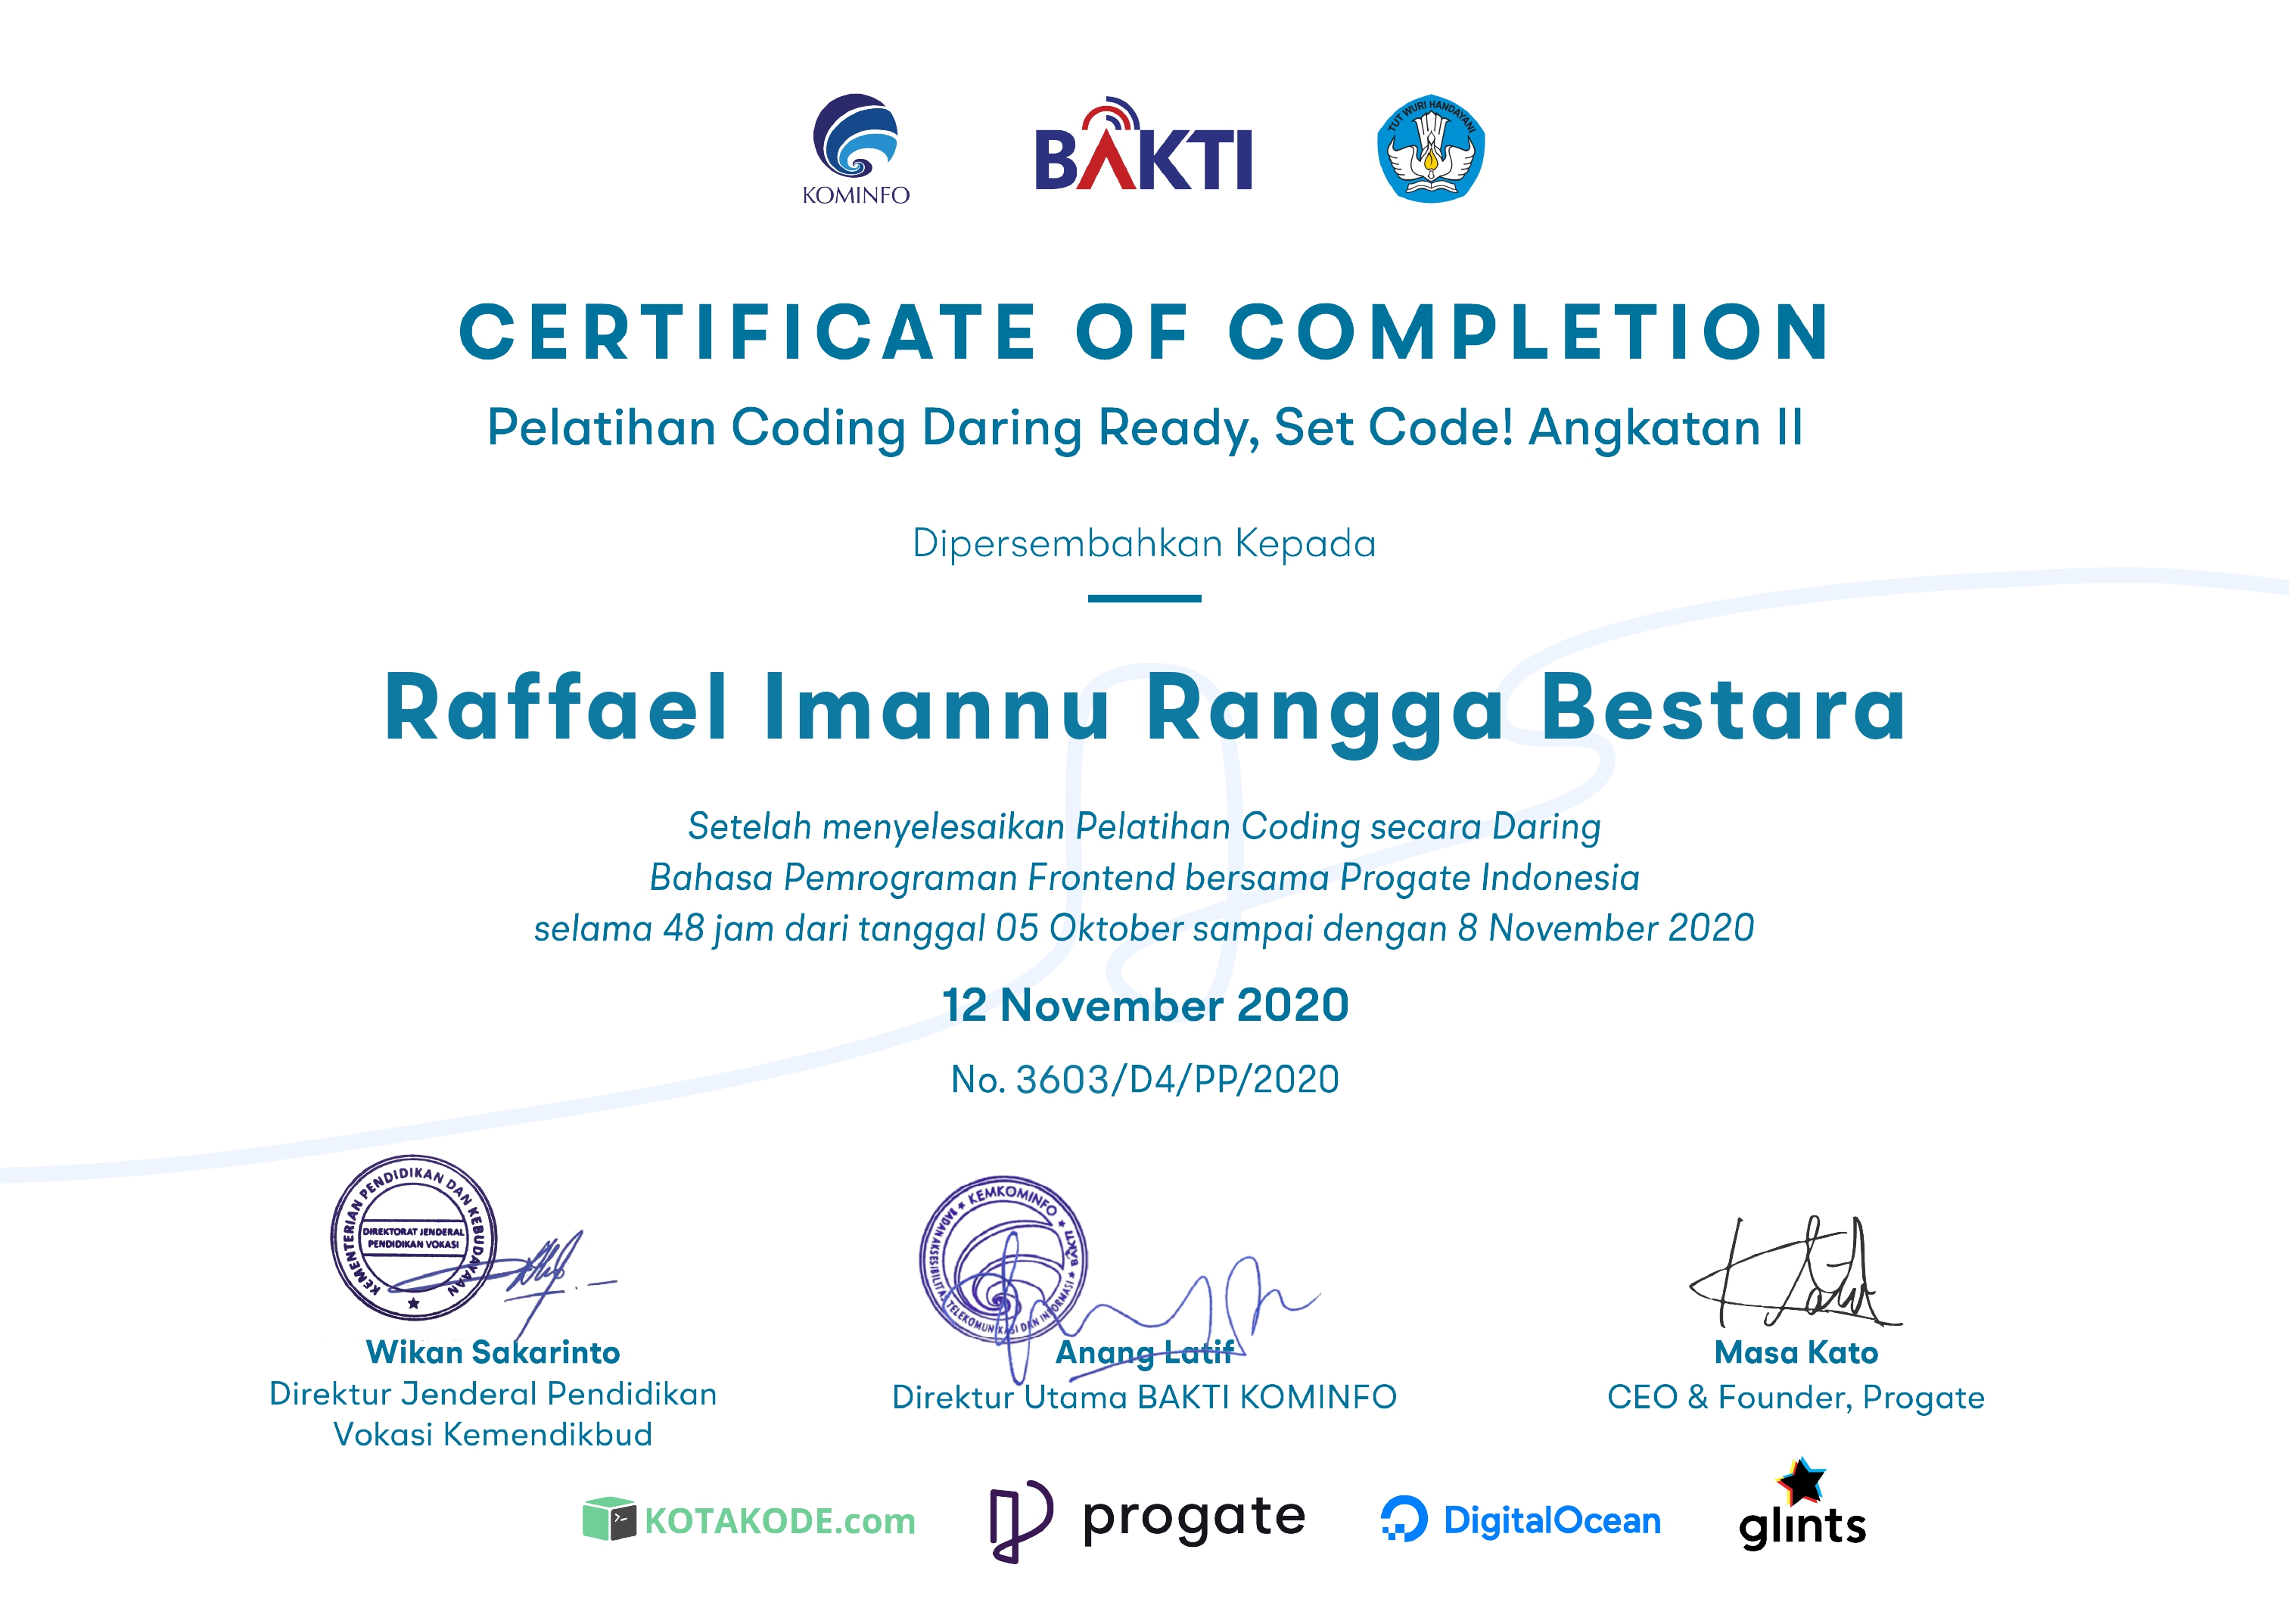 KOMINFO
BAKTI
TUT WURI HANDAYANI
CERTIFICATE OF COMPLETION
Pelatihan Coding Daring Ready, Set Code! Angkatan II
Dipersembahkan Kepada
Raffael Imannu Rangga Bestara
Setelah menyelesaikan Pelatihan Coding secara Daring
Bahasa Pemrograman Frontend bersama Progate Indonesia
selama 48 jam dari tanggal 05 Oktober sampai dengan 8 November 2020
12 November 2020
No. 3603/D4/PP/2020
KEMENTERIAN PENDIDIKAN DAN KEBUDAYAAN
DIREKTORAT JENDERAL
PENDIDIKAN VOKASI
KEMKOMINFO
BAKTI
BADAN AKSESIBILITAS TELEKOMUNIKASI DAN INFORMASI
Wikan Sakarinto
Direktur Jenderal Pendidikan
Vokasi Kemendikbud
Anang Latif
Direktur Utama BAKTI KOMINFO
Masa Kato
CEO & Founder, Progate
KOTAKODE.com
progate
DigitalOcean
glints